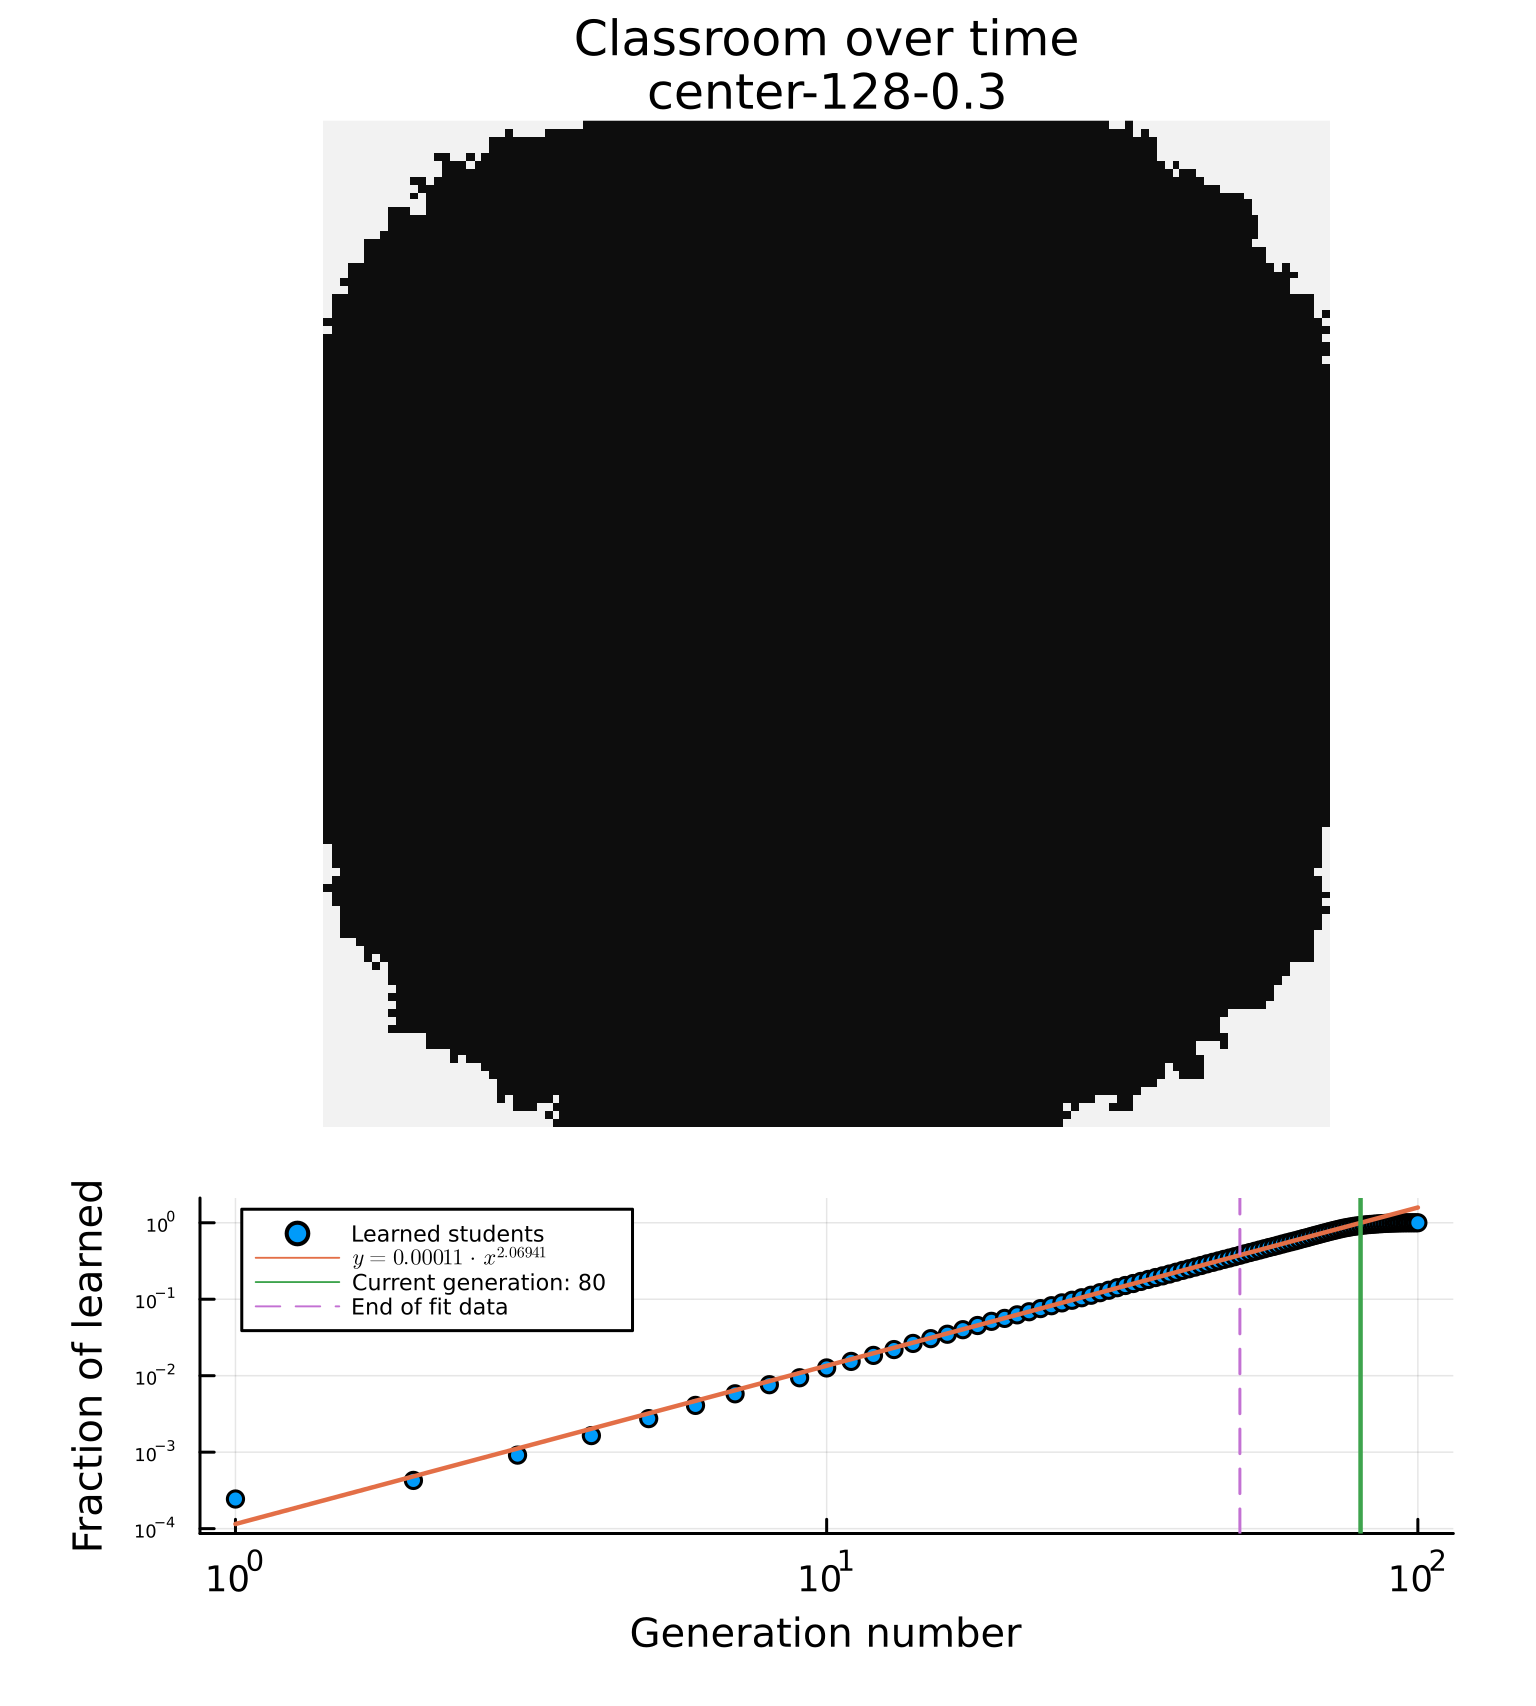 Classroom over time
center-128-0.3
Fraction of learned
10^0
10^-1
10^-2
10^-3
10^-4
Learned students
y = 0.00011 · x^2.06941
Current generation: 80
End of fit data
10^0 10^1 10^2
Generation number